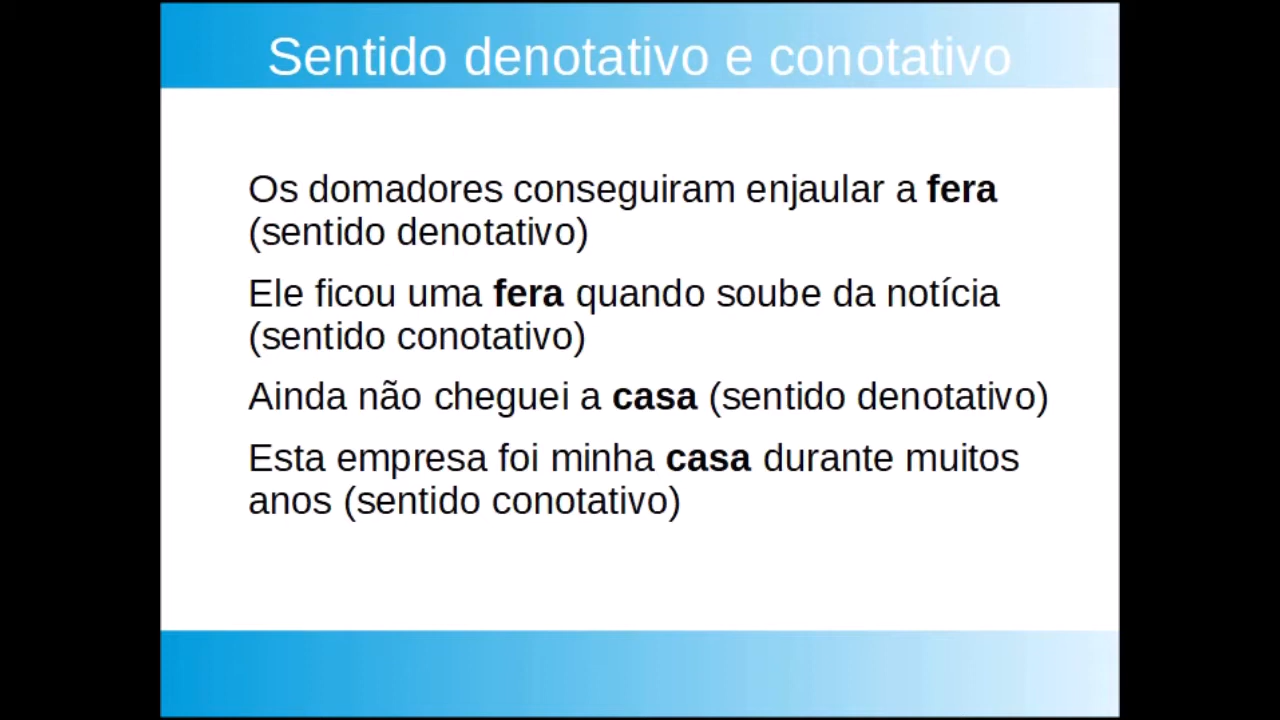 Sentido denotativo e conotativo
Os domadores conseguiram enjaular a fera
(sentido denotativo)
Ele ficou uma fera quando soube da notícia
(sentido conotativo)
Ainda não cheguei a casa (sentido denotativo)
Esta empresa foi minha casa durante muitos
anos (sentido conotativo)